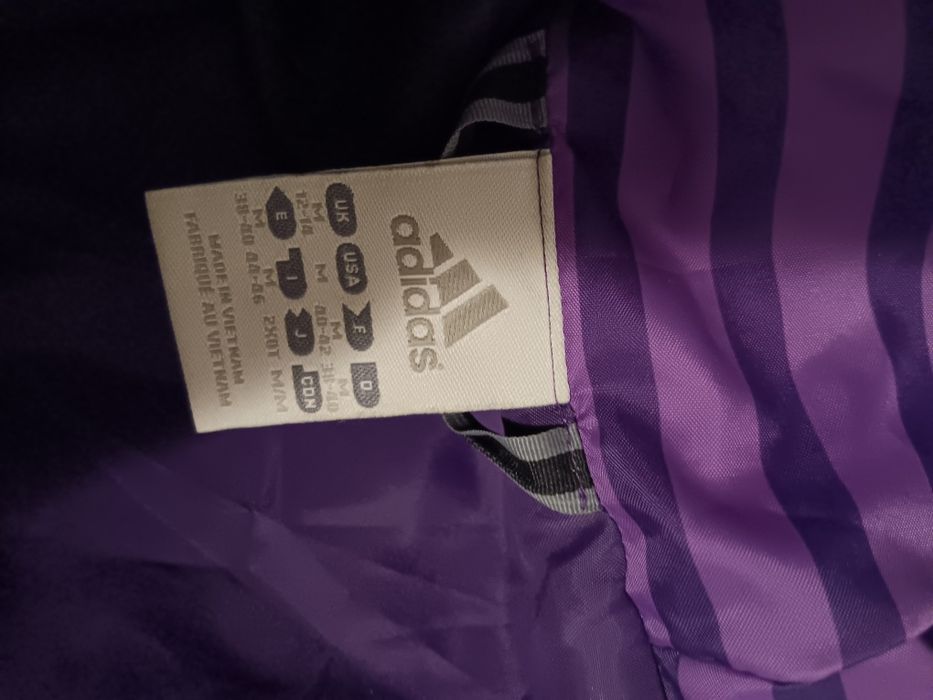 adidas
UK USA F D
M M M M
12-14 40-42 38-40
E I J CDN
M M 2XOT M/M
38-40 44-46
MADE IN VIETNAM
FABRIQUE AU VIETNAM